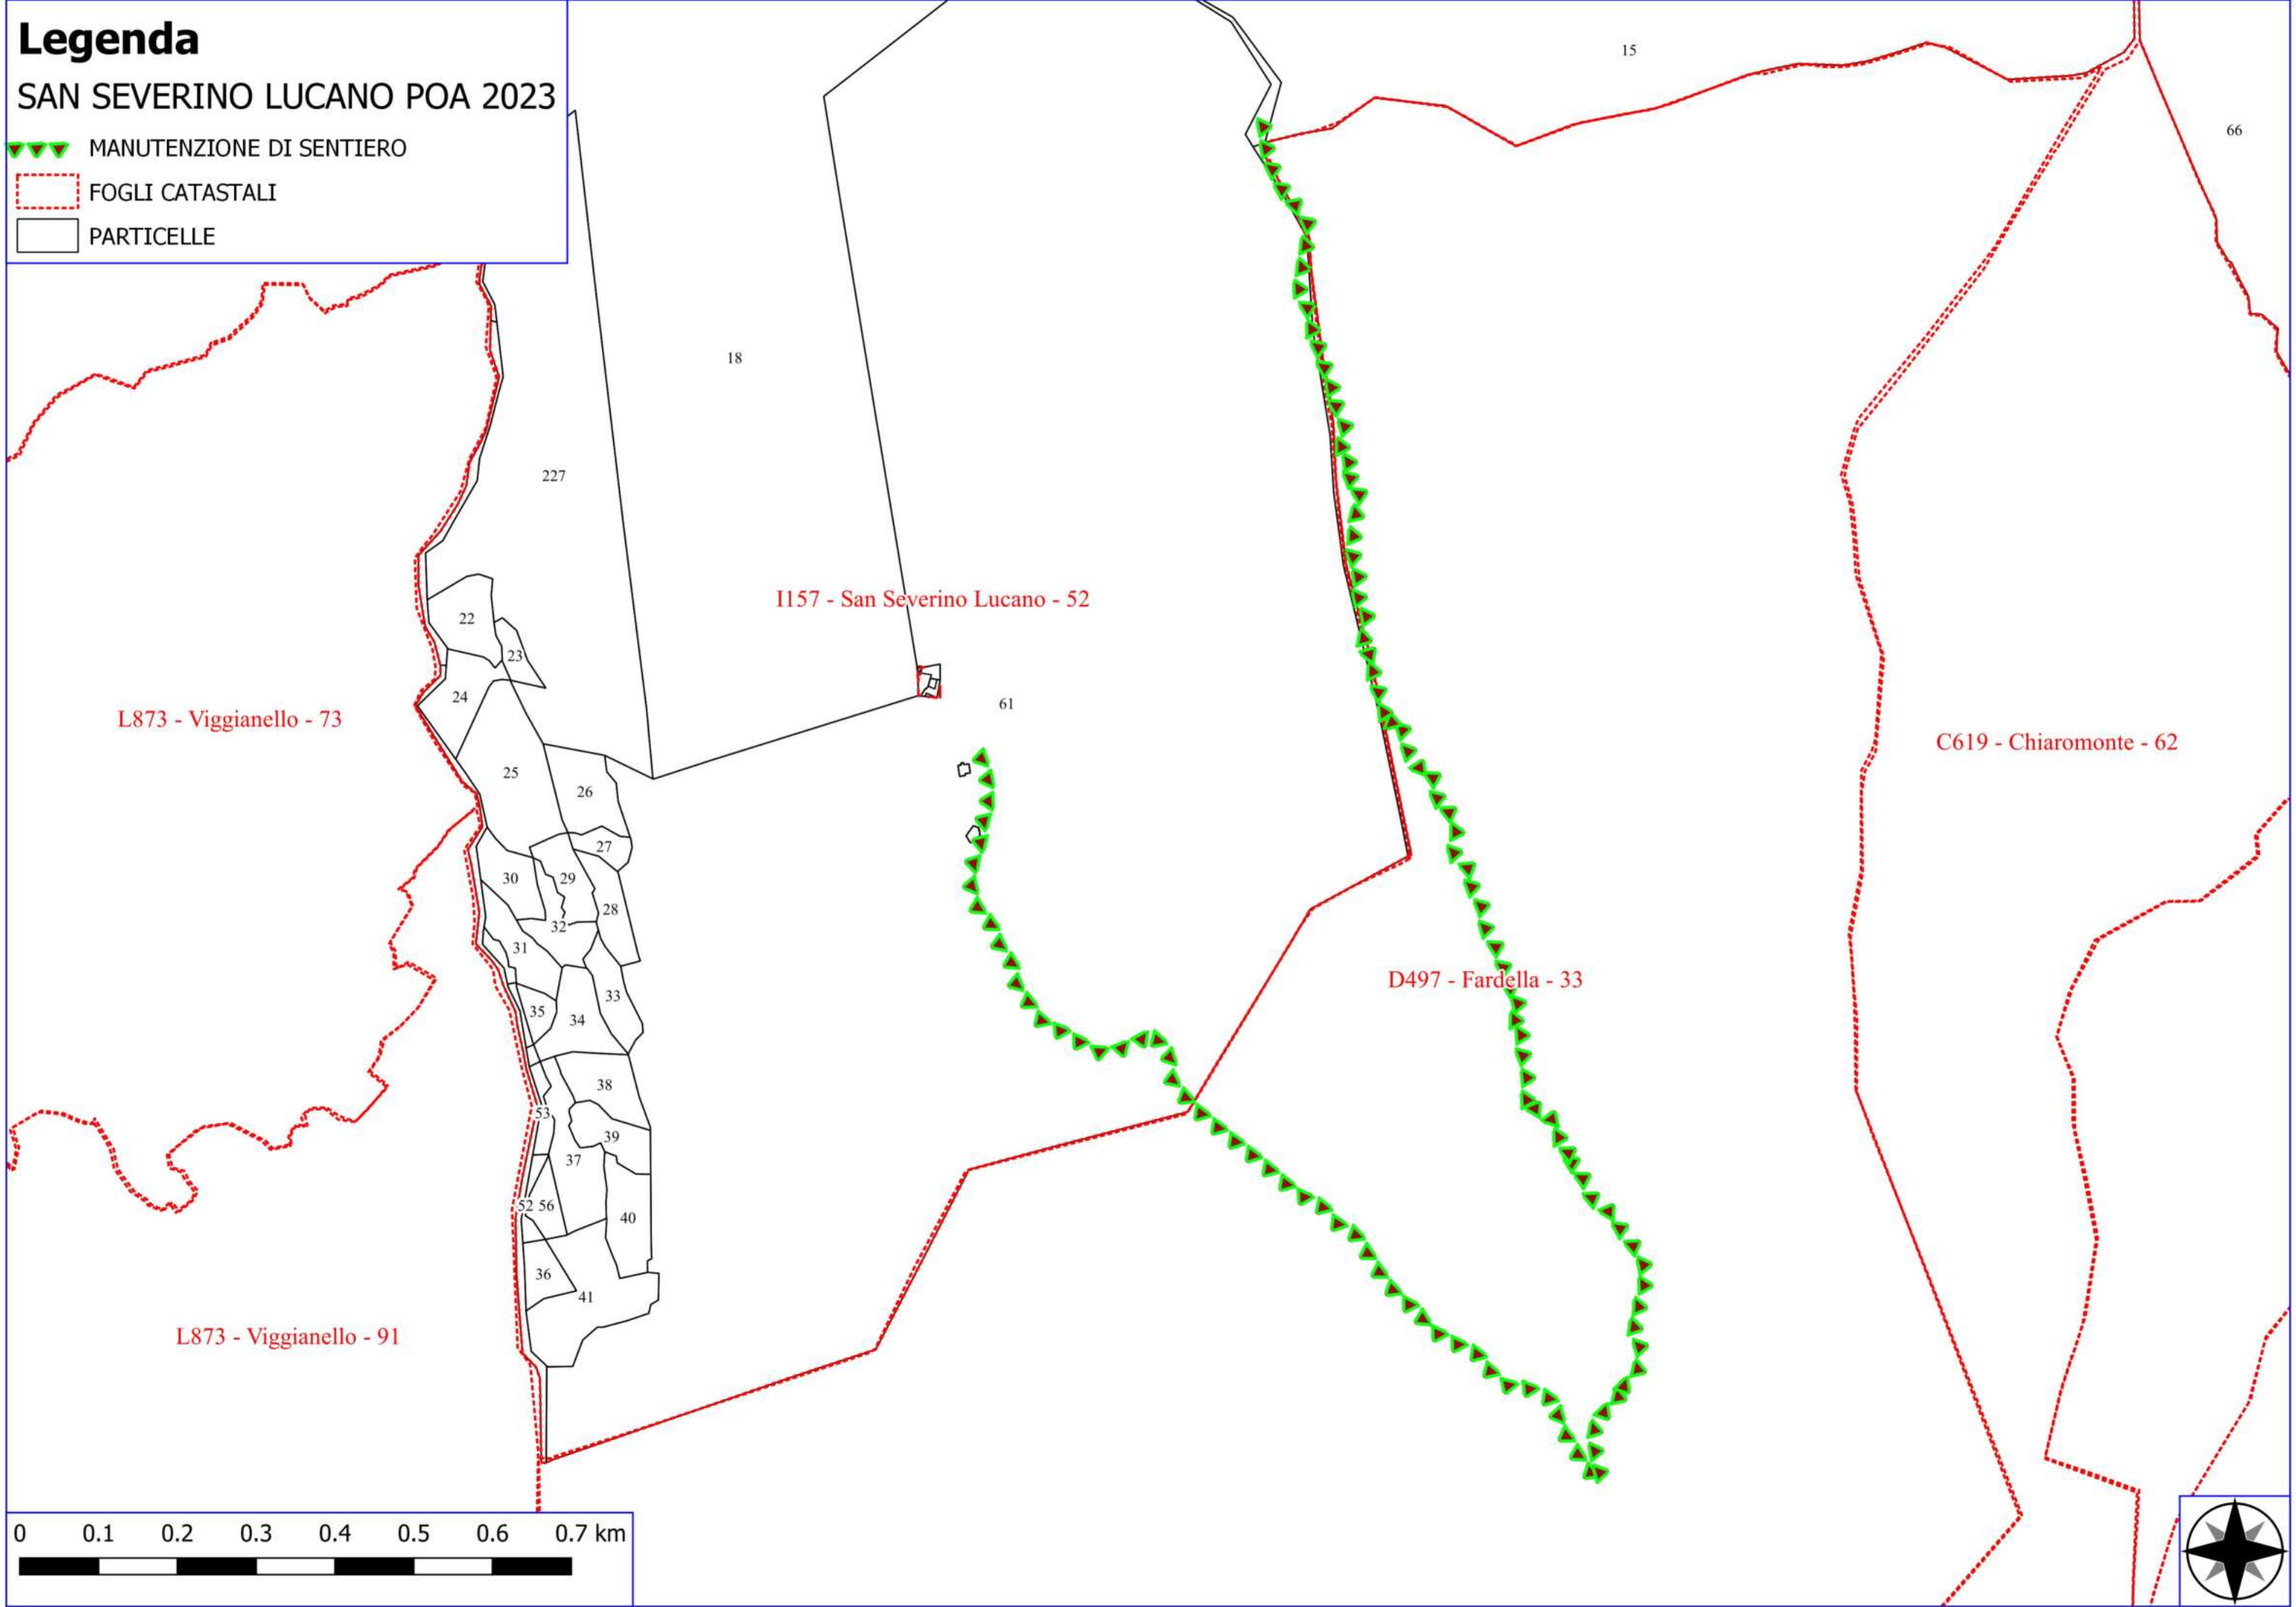 Legenda
SAN SEVERINO LUCANO POA 2023
MANUTENZIONE DI SENTIERO
FOGLI CATASTALI
PARTICELLE
15
66
18
227
I157 - San Severino Lucano - 52
22
23
24
61
L873 - Viggianello - 73
C619 - Chiaromonte - 62
25
26
27
30
29
28
32
31
D497 - Fardella - 33
33
35
34
38
53
39
37
52
56
40
36
41
L873 - Viggianello - 91
0 0.1 0.2 0.3 0.4 0.5 0.6 0.7 km